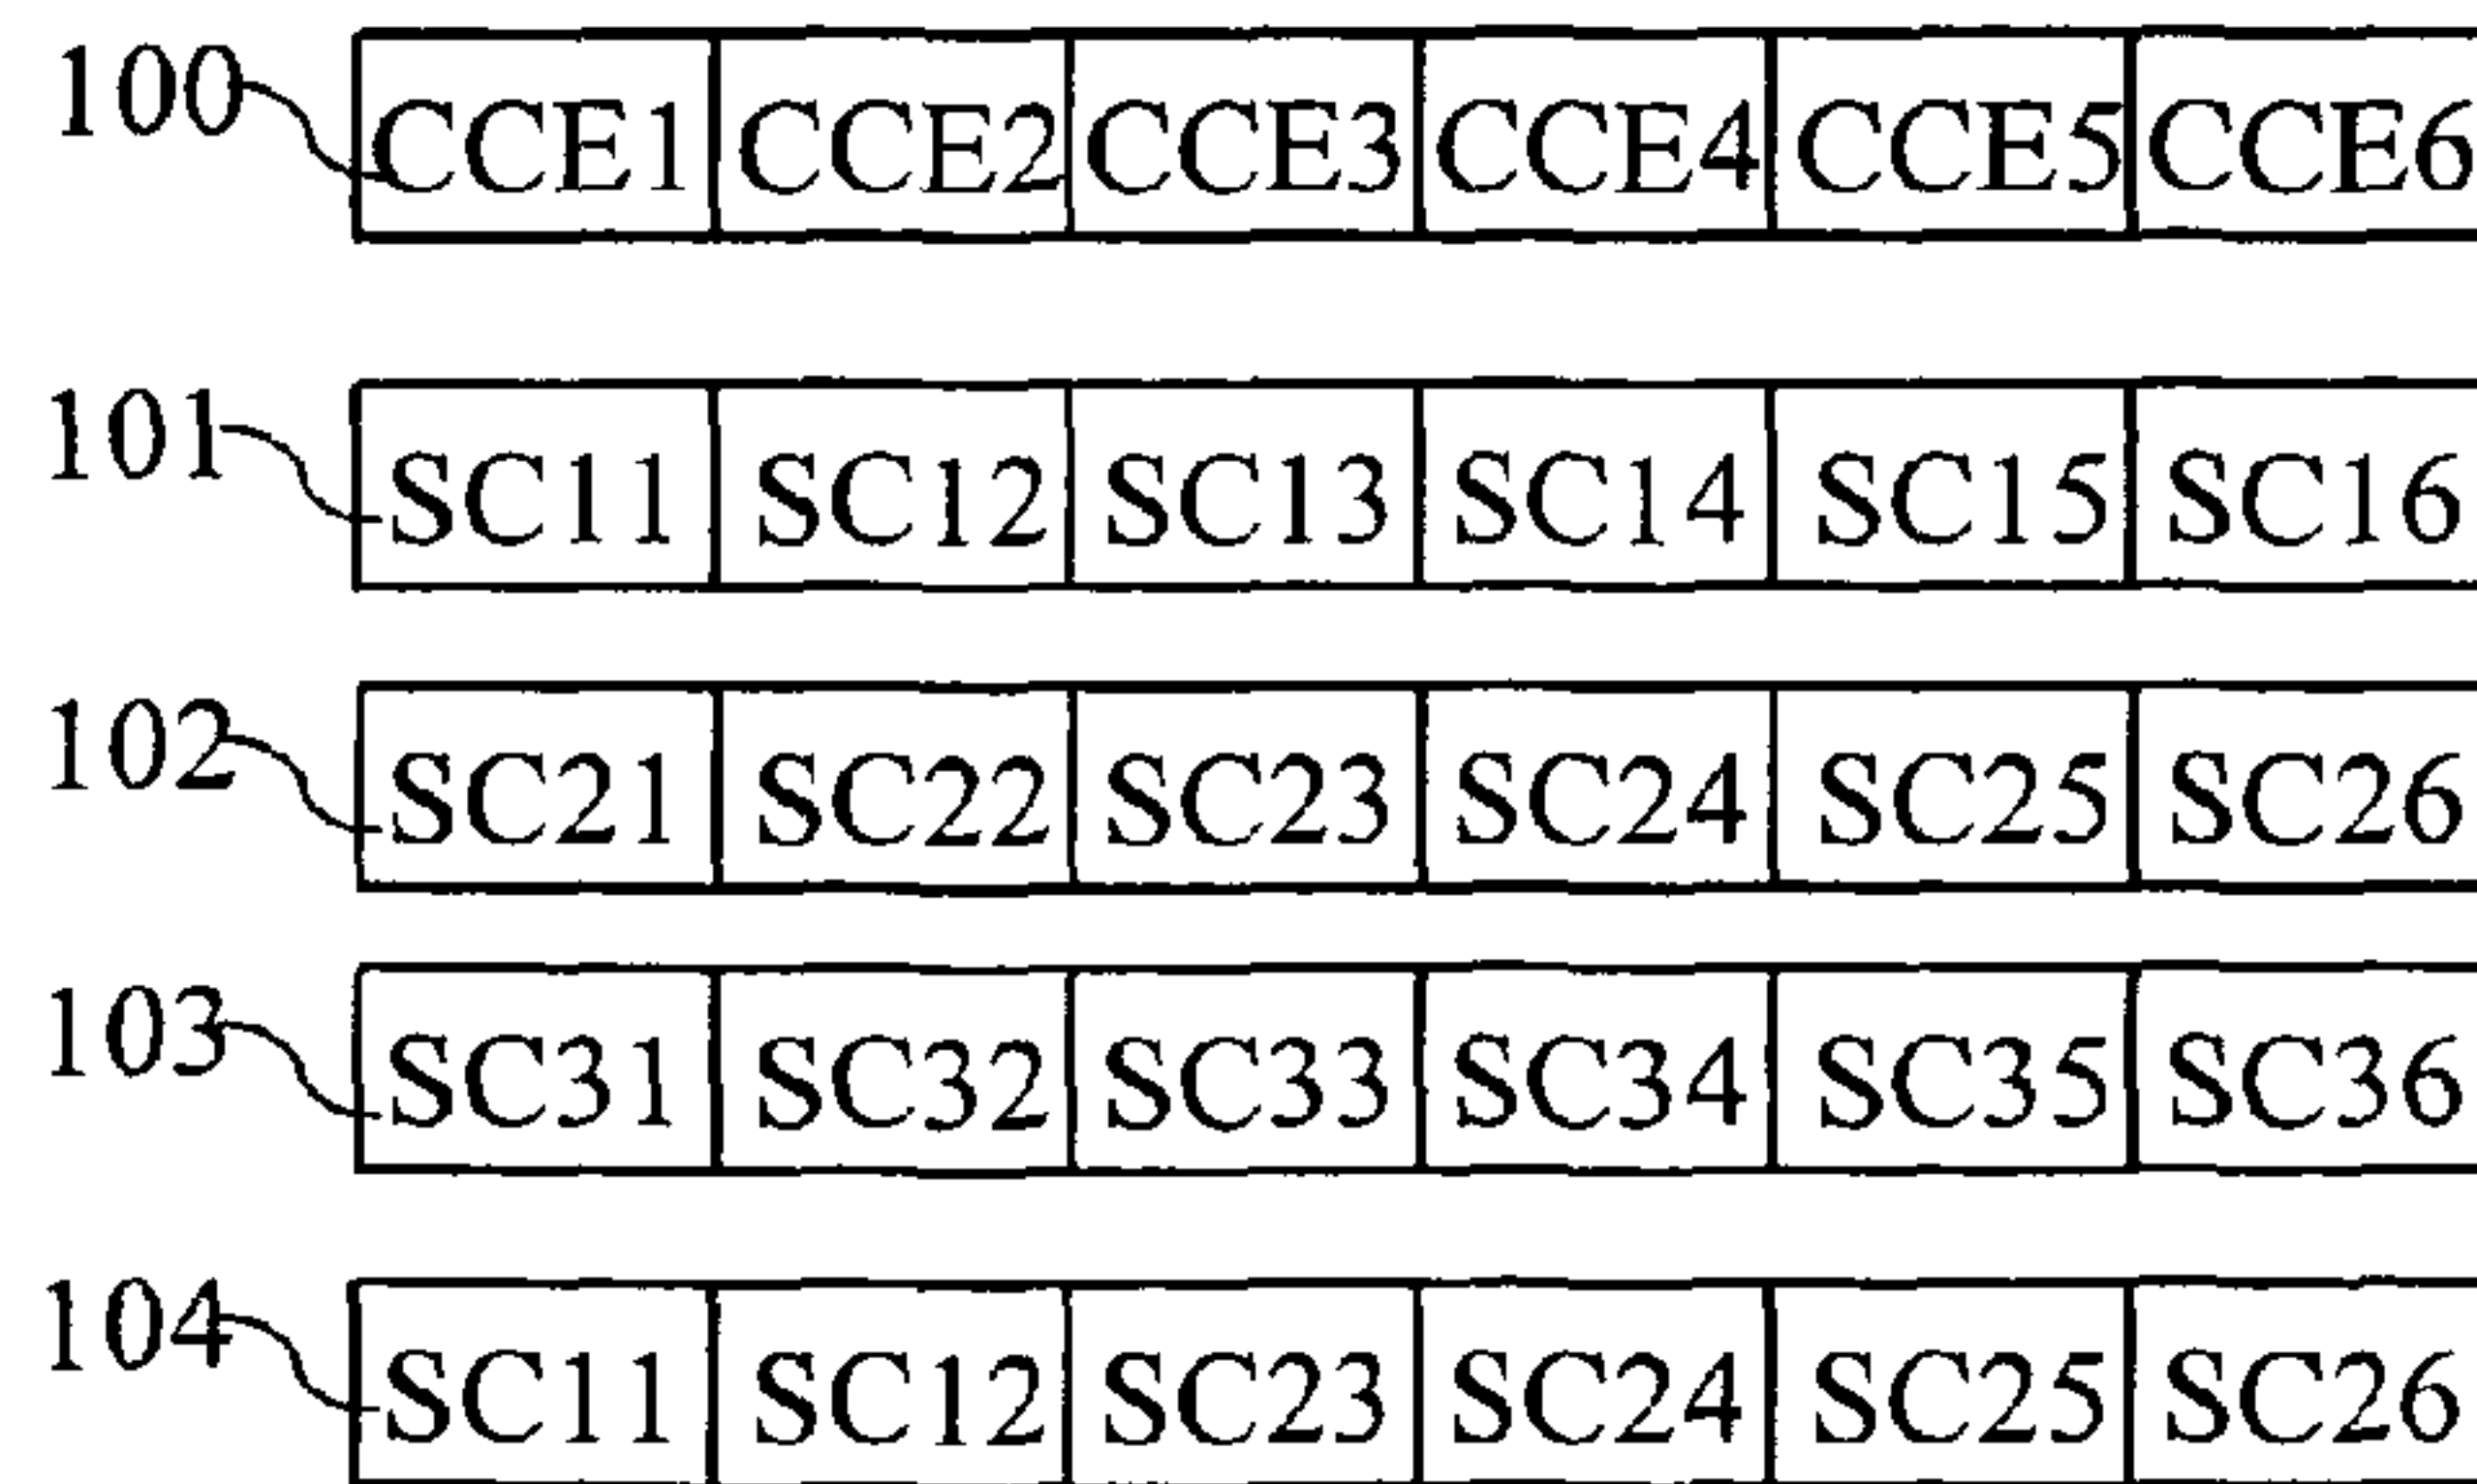 100 CCE1 CCE2 CCE3 CCE4 CCE5 CCE6
101 SC11 SC12 SC13 SC14 SC15 SC16
102 SC21 SC22 SC23 SC24 SC25 SC26
103 SC31 SC32 SC33 SC34 SC35 SC36
104 SC11 SC12 SC23 SC24 SC25 SC26